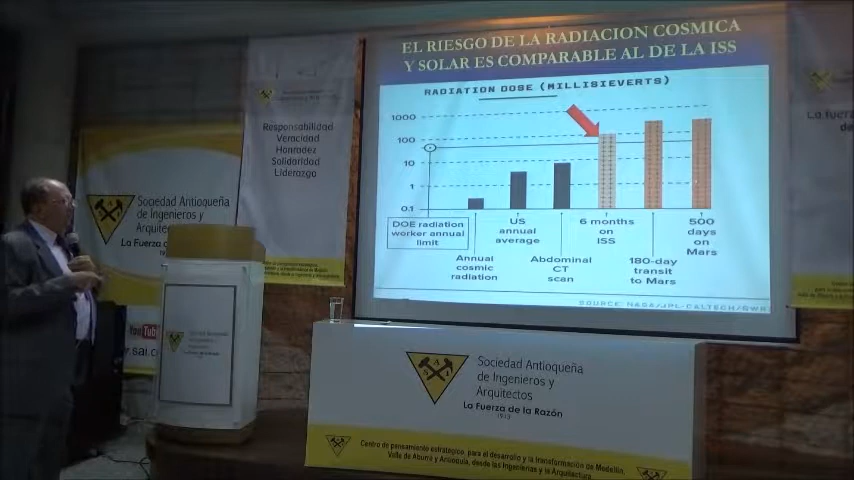 EL RIESGO DE LA RADIACION COSMICA
Y SOLAR ES COMPARABLE AL DE LA ISS
RADIATION DOSE (MILLISIEVERTS)
1000
100
10
1
0.1
DOE radiation
worker annual
limit
Annual
cosmic
radiation
US
annual
average
Abdominal
CT
scan
6 months
on
ISS
180-day
transit
to Mars
500
days
on
Mars
SOURCE: NASA/JPL-CALTECH/SWRI
Responsabilidad
Veracidad
Honradez
Solidaridad
Liderazgo
Sociedad Antioqueña
de Ingenieros y
Arquite
La Fuerza de la
You Tube
Sociedad Antioqueña
de Ingenieros y
Arquitectos
La Fuerza de la Razón
1913
Centro de pensamiento estratégico, para el desarrollo y la transformación de Medellín,
Valle de Aburrá y Antioquia, desde las Ingenierías y la Arquitectura
La fuerza
de